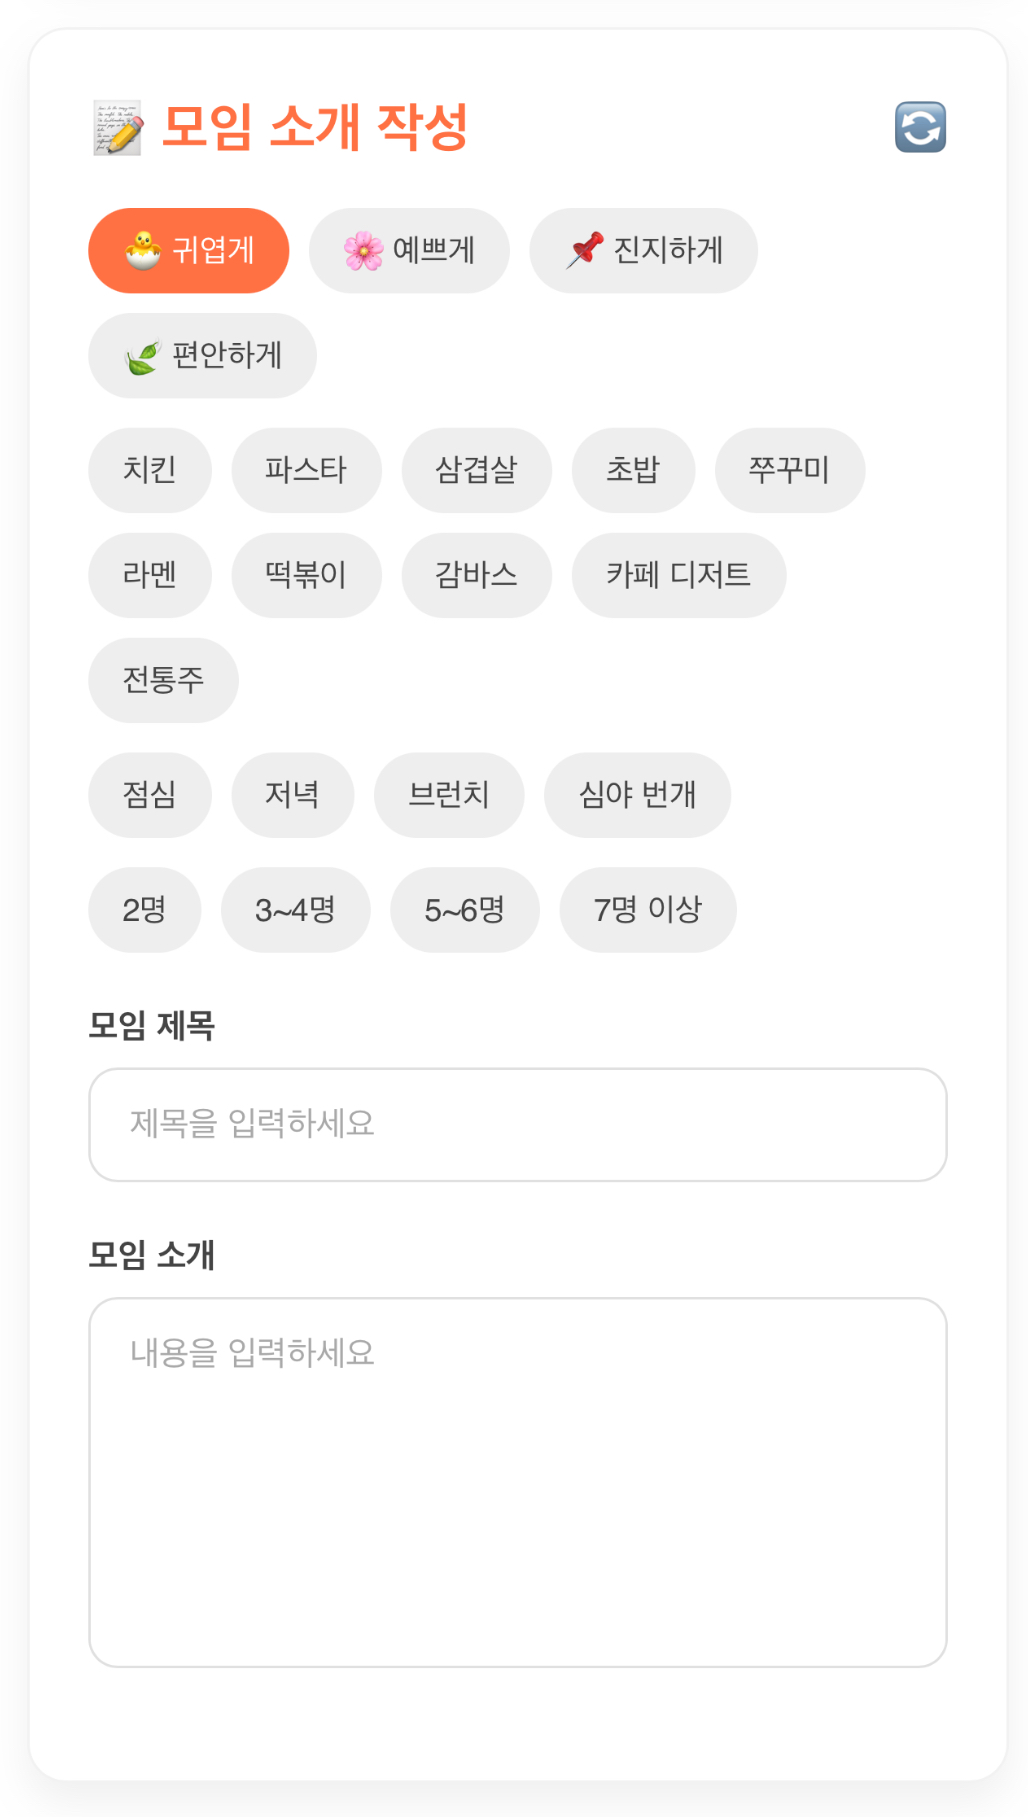 모임 소개 작성
귀엽게 예쁘게 진지하게
편안하게
치킨 파스타 삼겹살 초밥 쭈꾸미
라멘 떡볶이 감바스 카페 디저트
전통주
점심 저녁 브런치 심야 번개
2명 3~4명 5~6명 7명 이상
모임 제목
제목을 입력하세요
모임 소개
내용을 입력하세요